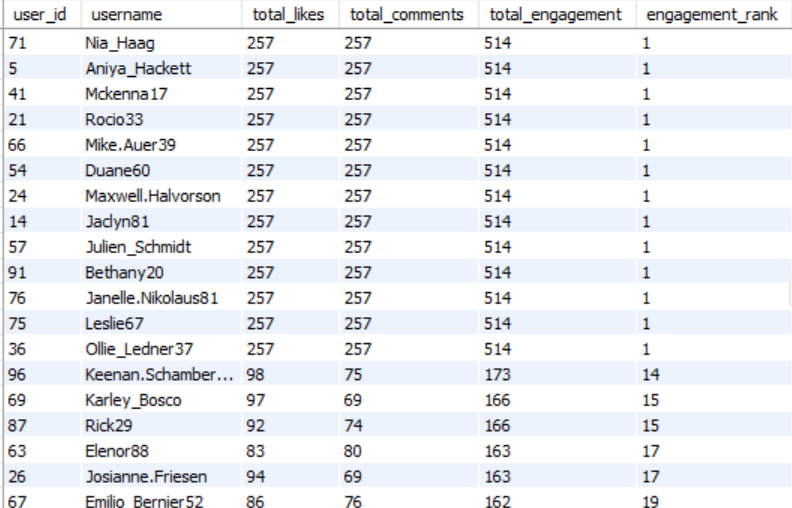 user_id username total_likes total_comments total_engagement engagement_rank
71 Nia_Haag 257 257 514 1
5 Aniya_Hackett 257 257 514 1
41 Mckenna17 257 257 514 1
21 Rocio33 257 257 514 1
66 Mike.Auer39 257 257 514 1
54 Duane60 257 257 514 1
24 Maxwell.Halvorson 257 257 514 1
14 Jaclyn81 257 257 514 1
57 Julien_Schmidt 257 257 514 1
91 Bethany20 257 257 514 1
76 Janelle.Nikolaus81 257 257 514 1
75 Leslie67 257 257 514 1
36 Ollie_Ledner37 257 257 514 1
96 Keenan.Schamber... 98 75 173 14
69 Karley_Bosco 97 69 166 15
87 Rick29 92 74 166 15
63 Elenor88 83 80 163 17
26 Josianne.Friesen 94 69 163 17
67 Emilio_Bernier52 86 76 162 19